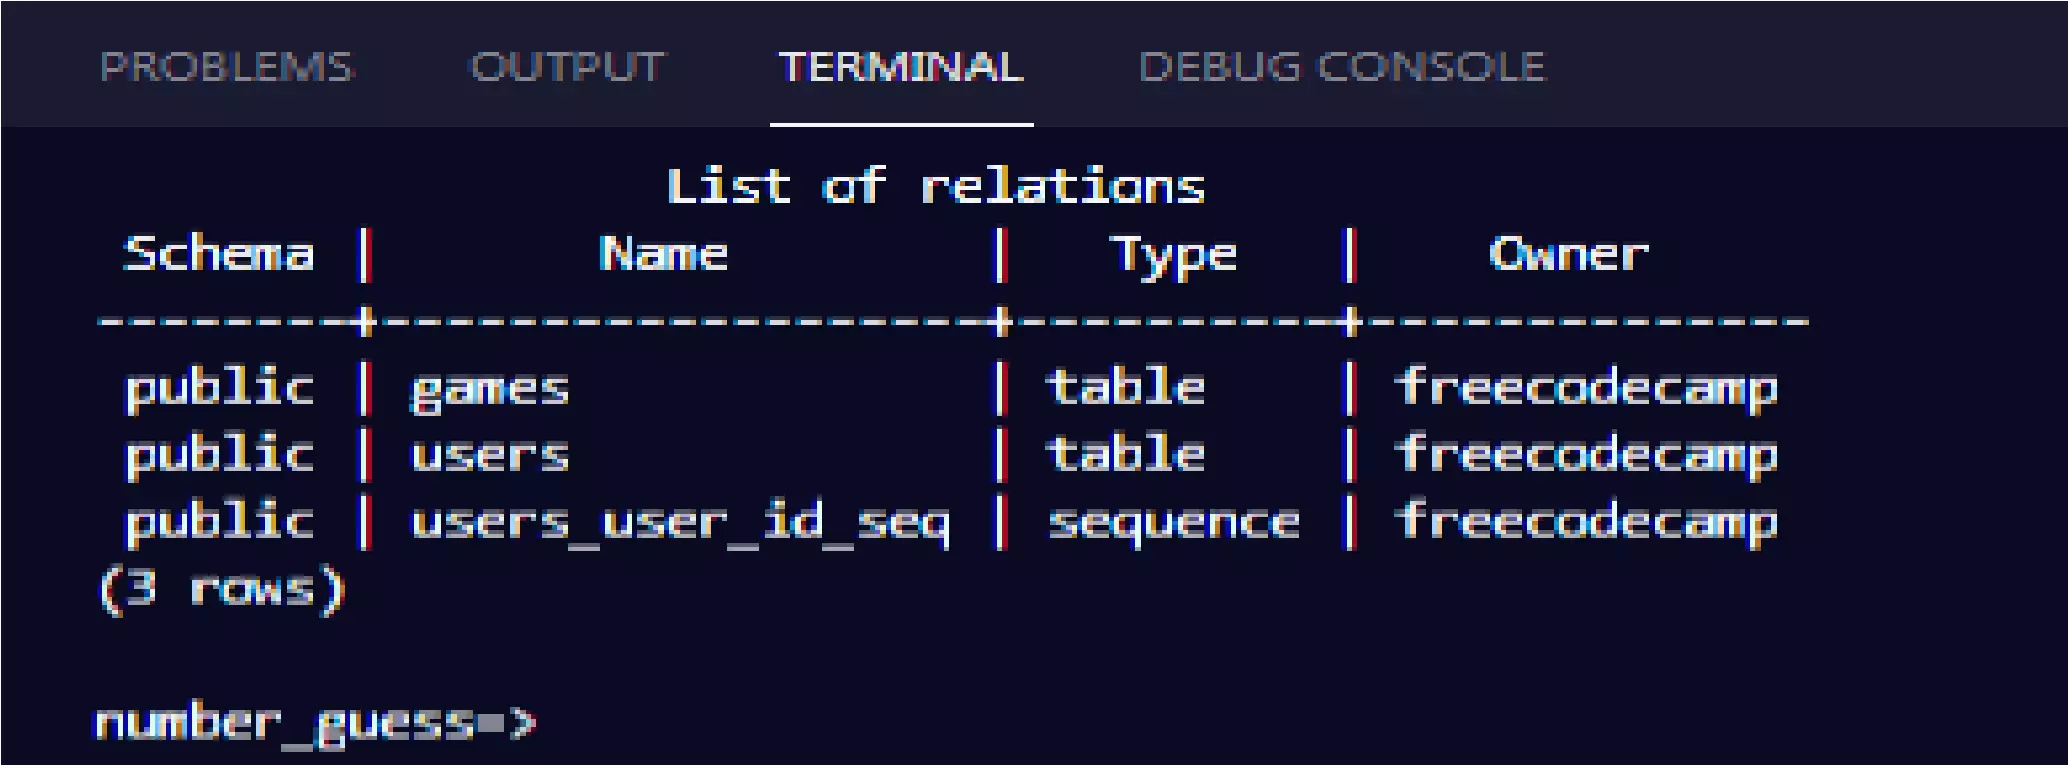 PROBLEMS OUTPUT TERMINAL DEBUG CONSOLE
List of relations
Schema | Name | Type | Owner
--------+-------------------+----------+--------------
public | games | table | freecodecamp
public | users | table | freecodecamp
public | users_user_id_seq | sequence | freecodecamp
(3 rows)
number_guess=>